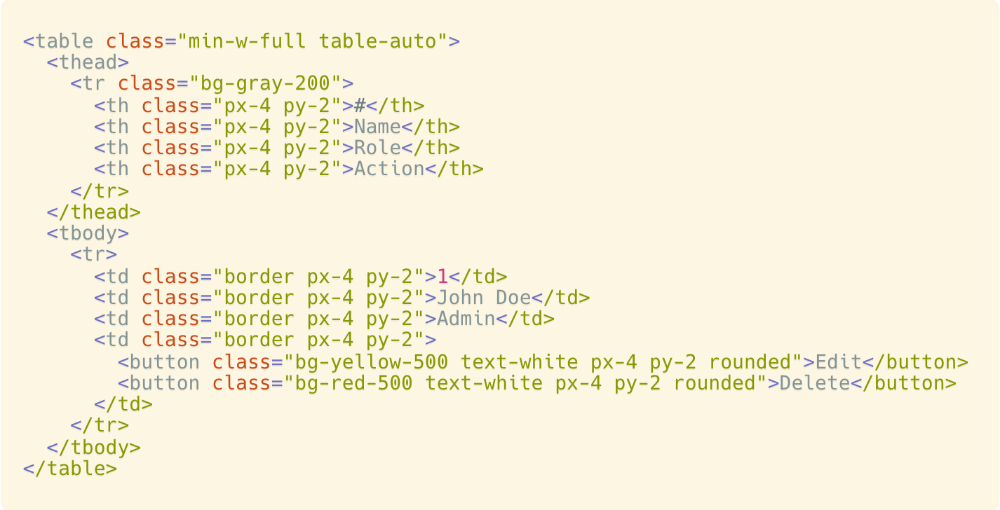 <table class="min-w-full table-auto">
  <thead>
    <tr class="bg-gray-200">
      <th class="px-4 py-2">#</th>
      <th class="px-4 py-2">Name</th>
      <th class="px-4 py-2">Role</th>
      <th class="px-4 py-2">Action</th>
    </tr>
  </thead>
  <tbody>
    <tr>
      <td class="border px-4 py-2">1</td>
      <td class="border px-4 py-2">John Doe</td>
      <td class="border px-4 py-2">Admin</td>
      <td class="border px-4 py-2">
        <button class="bg-yellow-500 text-white px-4 py-2 rounded">Edit</button>
        <button class="bg-red-500 text-white px-4 py-2 rounded">Delete</button>
      </td>
    </tr>
  </tbody>
</table>